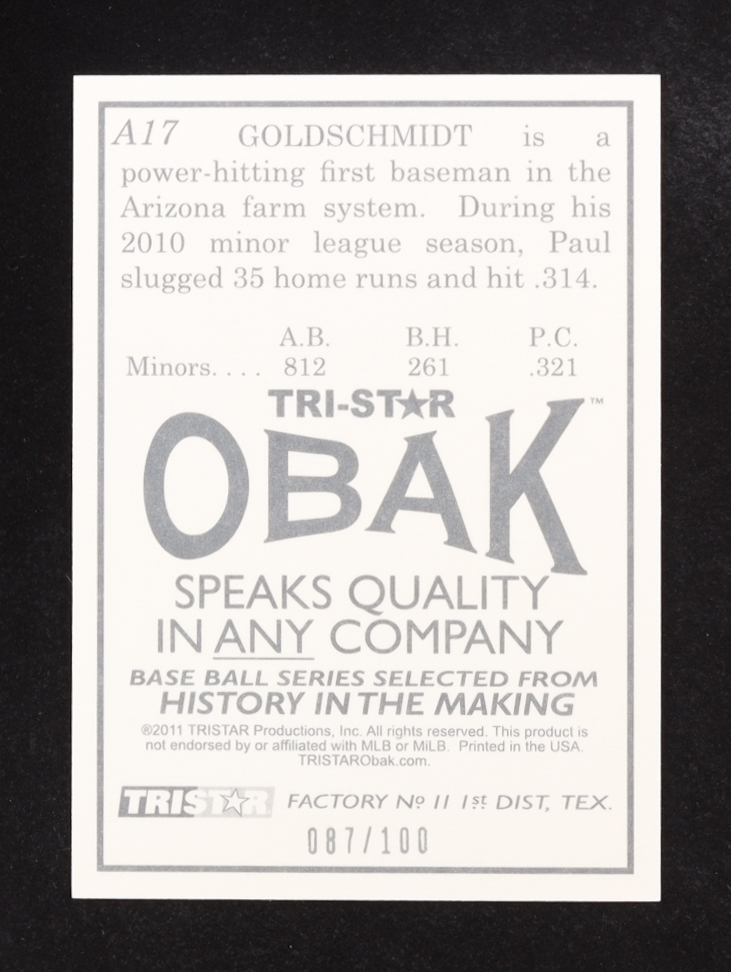 A17 GOLDSCHMIDT is a
power-hitting first baseman in the
Arizona farm system. During his
2010 minor league season, Paul
slugged 35 home runs and hit .314.
A.B. B.H. P.C.
Minors. . . . 812 261 .321
TRI-ST★R
OBAK™
SPEAKS QUALITY
IN ANY COMPANY
BASE BALL SERIES SELECTED FROM
HISTORY IN THE MAKING
®2011 TRISTAR Productions, Inc. All rights reserved. This product is
not endorsed by or affiliated with MLB or MiLB. Printed in the USA.
TRISTARObak.com.
TRIST★R FACTORY Nº 11 1st DIST, TEX.
087/100